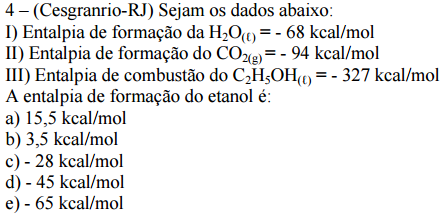 4 – (Cesgranrio-RJ) Sejam os dados abaixo:
I) Entalpia de formação da H₂O₍ℓ₎ = - 68 kcal/mol
II) Entalpia de formação do CO₂₍g₎ = - 94 kcal/mol
III) Entalpia de combustão do C₂H₅OH₍ℓ₎ = - 327 kcal/mol
A entalpia de formação do etanol é:
a) 15,5 kcal/mol
b) 3,5 kcal/mol
c) - 28 kcal/mol
d) - 45 kcal/mol
e) - 65 kcal/mol